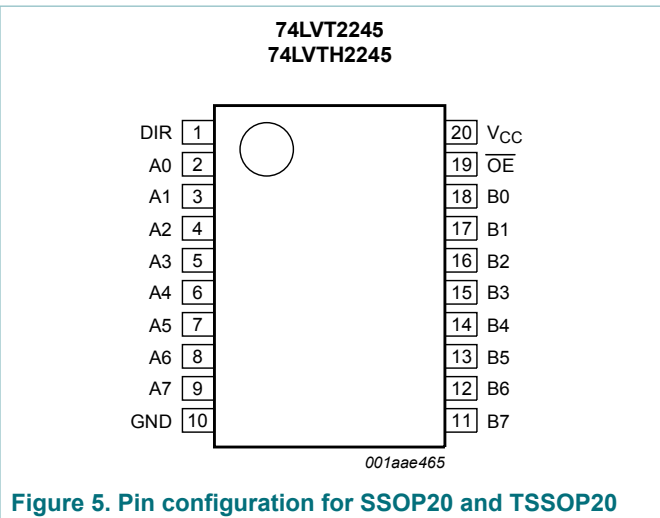 74LVT2245
74LVTH2245
DIR 1 20 VCC
A0 2 19 OE
A1 3 18 B0
A2 4 17 B1
A3 5 16 B2
A4 6 15 B3
A5 7 14 B4
A6 8 13 B5
A7 9 12 B6
GND 10 11 B7
001aae465
Figure 5. Pin configuration for SSOP20 and TSSOP20